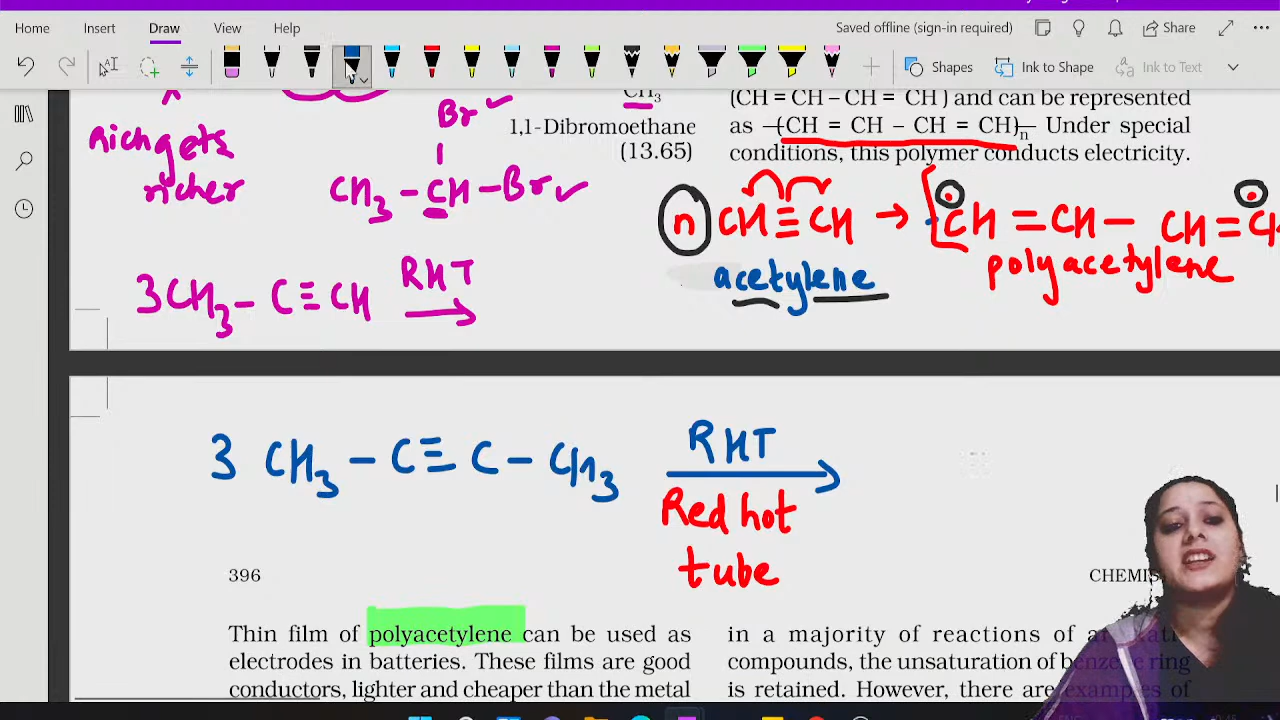 Home Insert Draw View Help
Saved offline (sign-in required)
Share
Shapes
Ink to Shape
Ink to Text
Br
Rich gets
richer
CH3 – CH – Br
CH3
1,1-Dibromoethane
(13.65)
(CH = CH – CH = CH ) and can be represented
as –(CH = CH – CH = CH)–n Under special
conditions, this polymer conducts electricity.
n CH ≡ CH → [CH = CH – CH = CH
acetylene
polyacetylene
3CH3 – C ≡ CH RHT →
3 CH3 – C ≡ C – CH3 RHT →
Red hot
tube
396
Thin film of polyacetylene can be used as
electrodes in batteries. These films are good
conductors, lighter and cheaper than the metal
in a majority of reactions of
compounds, the unsaturation of benzene ring
is retained. However, there are examples of